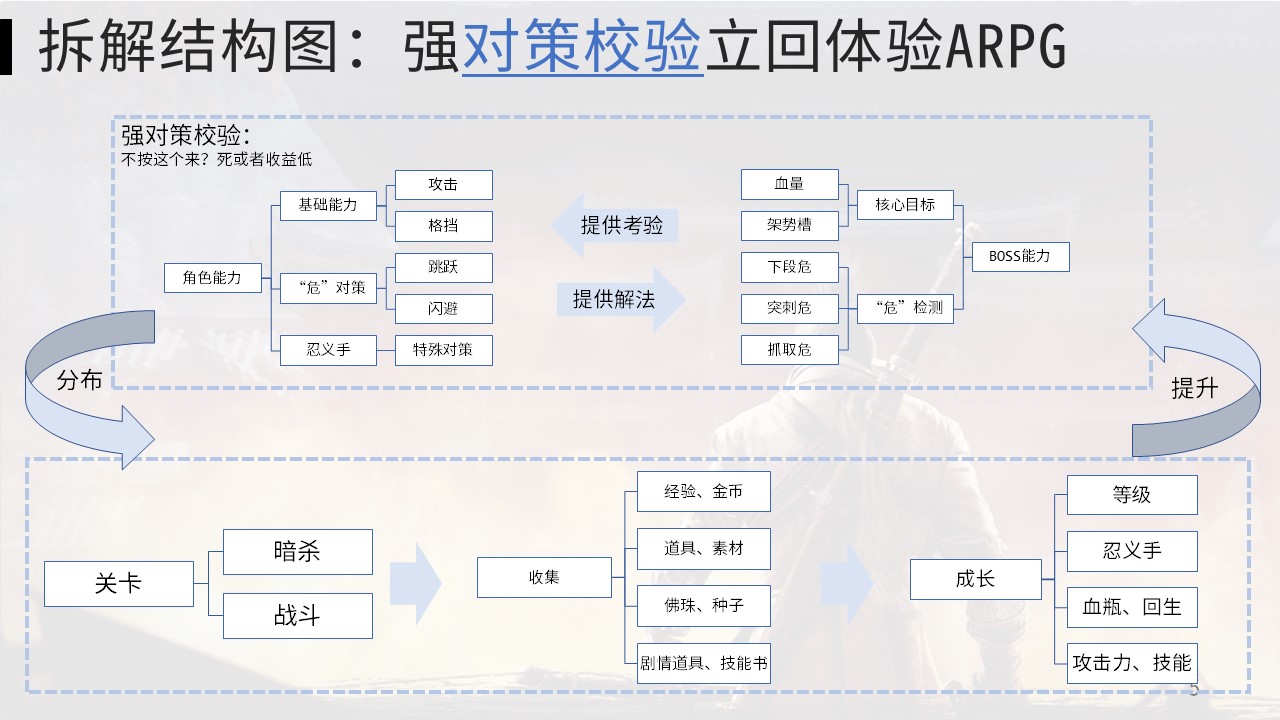 拆解结构图：强对策校验立回体验ARPG
强对策校验：
不按这个来？死或者收益低
角色能力
基础能力
攻击
格挡
“危”对策
跳跃
闪避
忍义手
特殊对策
提供考验
提供解法
血量
架势槽
核心目标
下段危
突刺危
抓取危
“危”检测
BOSS能力
分布
提升
关卡
暗杀
战斗
收集
经验、金币
道具、素材
佛珠、种子
剧情道具、技能书
成长
等级
忍义手
血瓶、回生
攻击力、技能
5